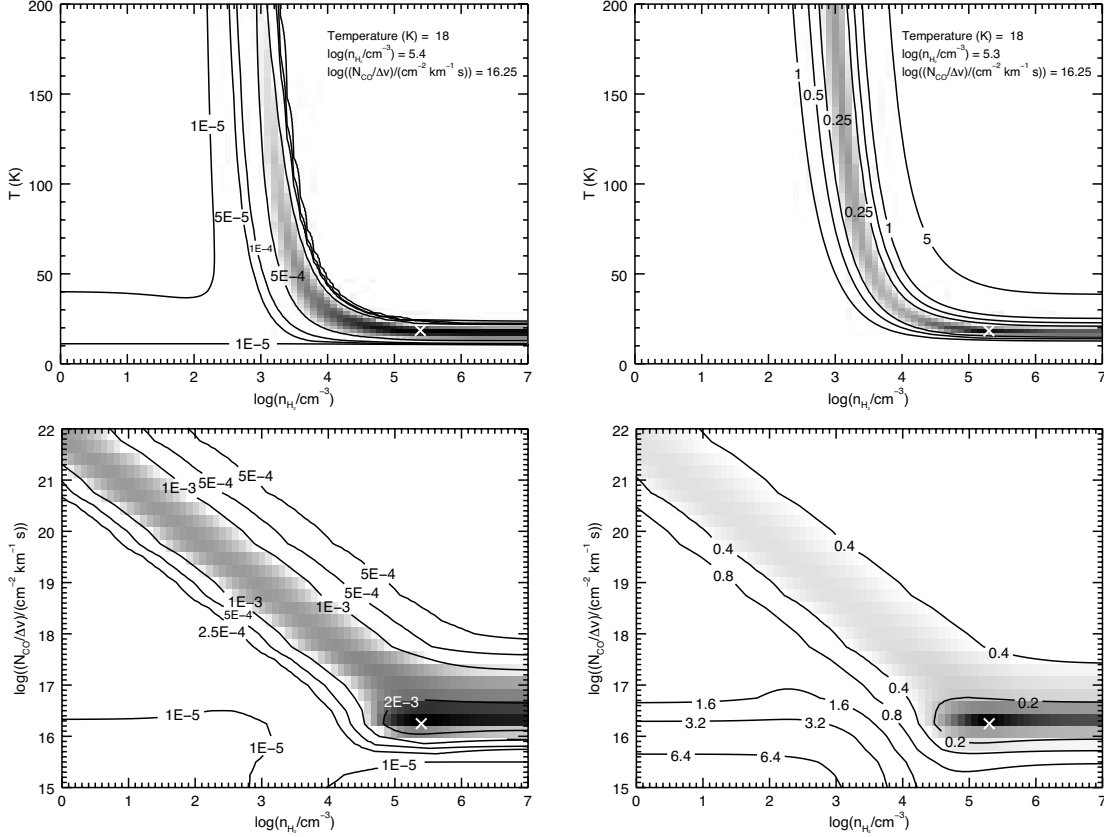 200
150
100
50
0
T (K)
Temperature (K) = 18
log(n_H₂/cm⁻³) = 5.4
log((N_CO/Δv)/(cm⁻² km⁻¹ s)) = 16.25
1E−5
5E−5
1E−4
5E−4
1E−5
0 1 2 3 4 5 6 7
log(n_H₂/cm⁻³)
200
150
100
50
0
T (K)
Temperature (K) = 18
log(n_H₂/cm⁻³) = 5.3
log((N_CO/Δv)/(cm⁻² km⁻¹ s)) = 16.25
1
0.5
0.25
0.25
1
5
0 1 2 3 4 5 6 7
log(n_H₂/cm⁻³)
22
21
20
19
18
17
16
15
log((N_CO/Δv)/(cm⁻² km⁻¹ s))
5E−4
1E−3
5E−4
5E−4
5E−4
1E−3
1E−3
5E−4
2.5E−4
2E−3
1E−5
1E−5
1E−5
0 1 2 3 4 5 6 7
log(n_H₂/cm⁻³)
22
21
20
19
18
17
16
15
log((N_CO/Δv)/(cm⁻² km⁻¹ s))
0.4
0.4
0.8
0.4
0.4
1.6
1.6
0.2
3.2
3.2
0.8
0.2
6.4
6.4
0 1 2 3 4 5 6 7
log(n_H₂/cm⁻³)